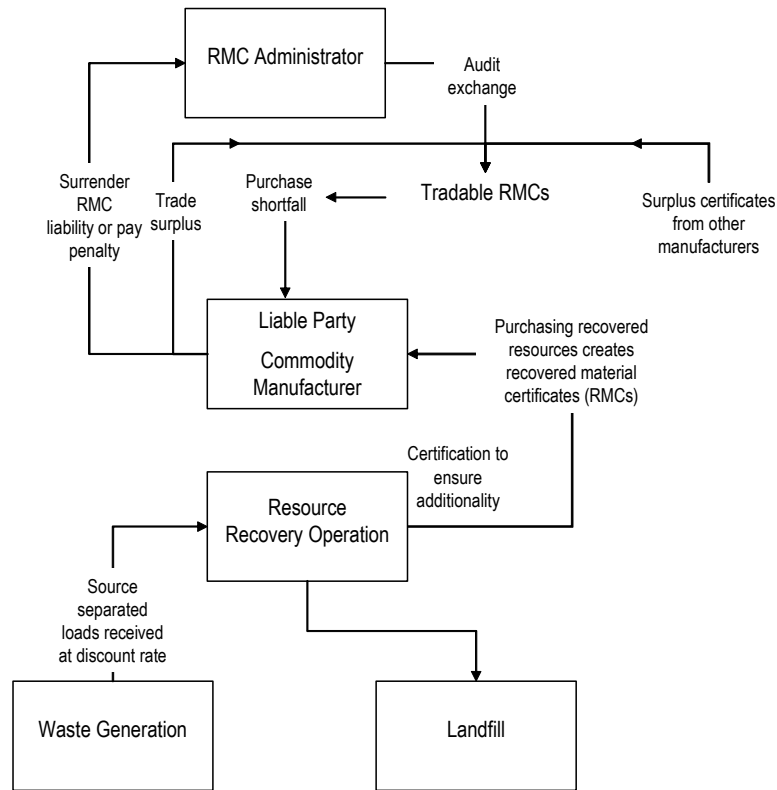 RMC Administrator
Audit
exchange
Surrender
RMC
liability or pay
penalty
Trade
surplus
Purchase
shortfall
Tradable RMCs
Surplus certificates
from other
manufacturers
Liable Party
Commodity
Manufacturer
Purchasing recovered
resources creates
recovered material
certificates (RMCs)
Certification to
ensure
additionality
Resource
Recovery Operation
Source
separated
loads received
at discount rate
Waste Generation
Landfill